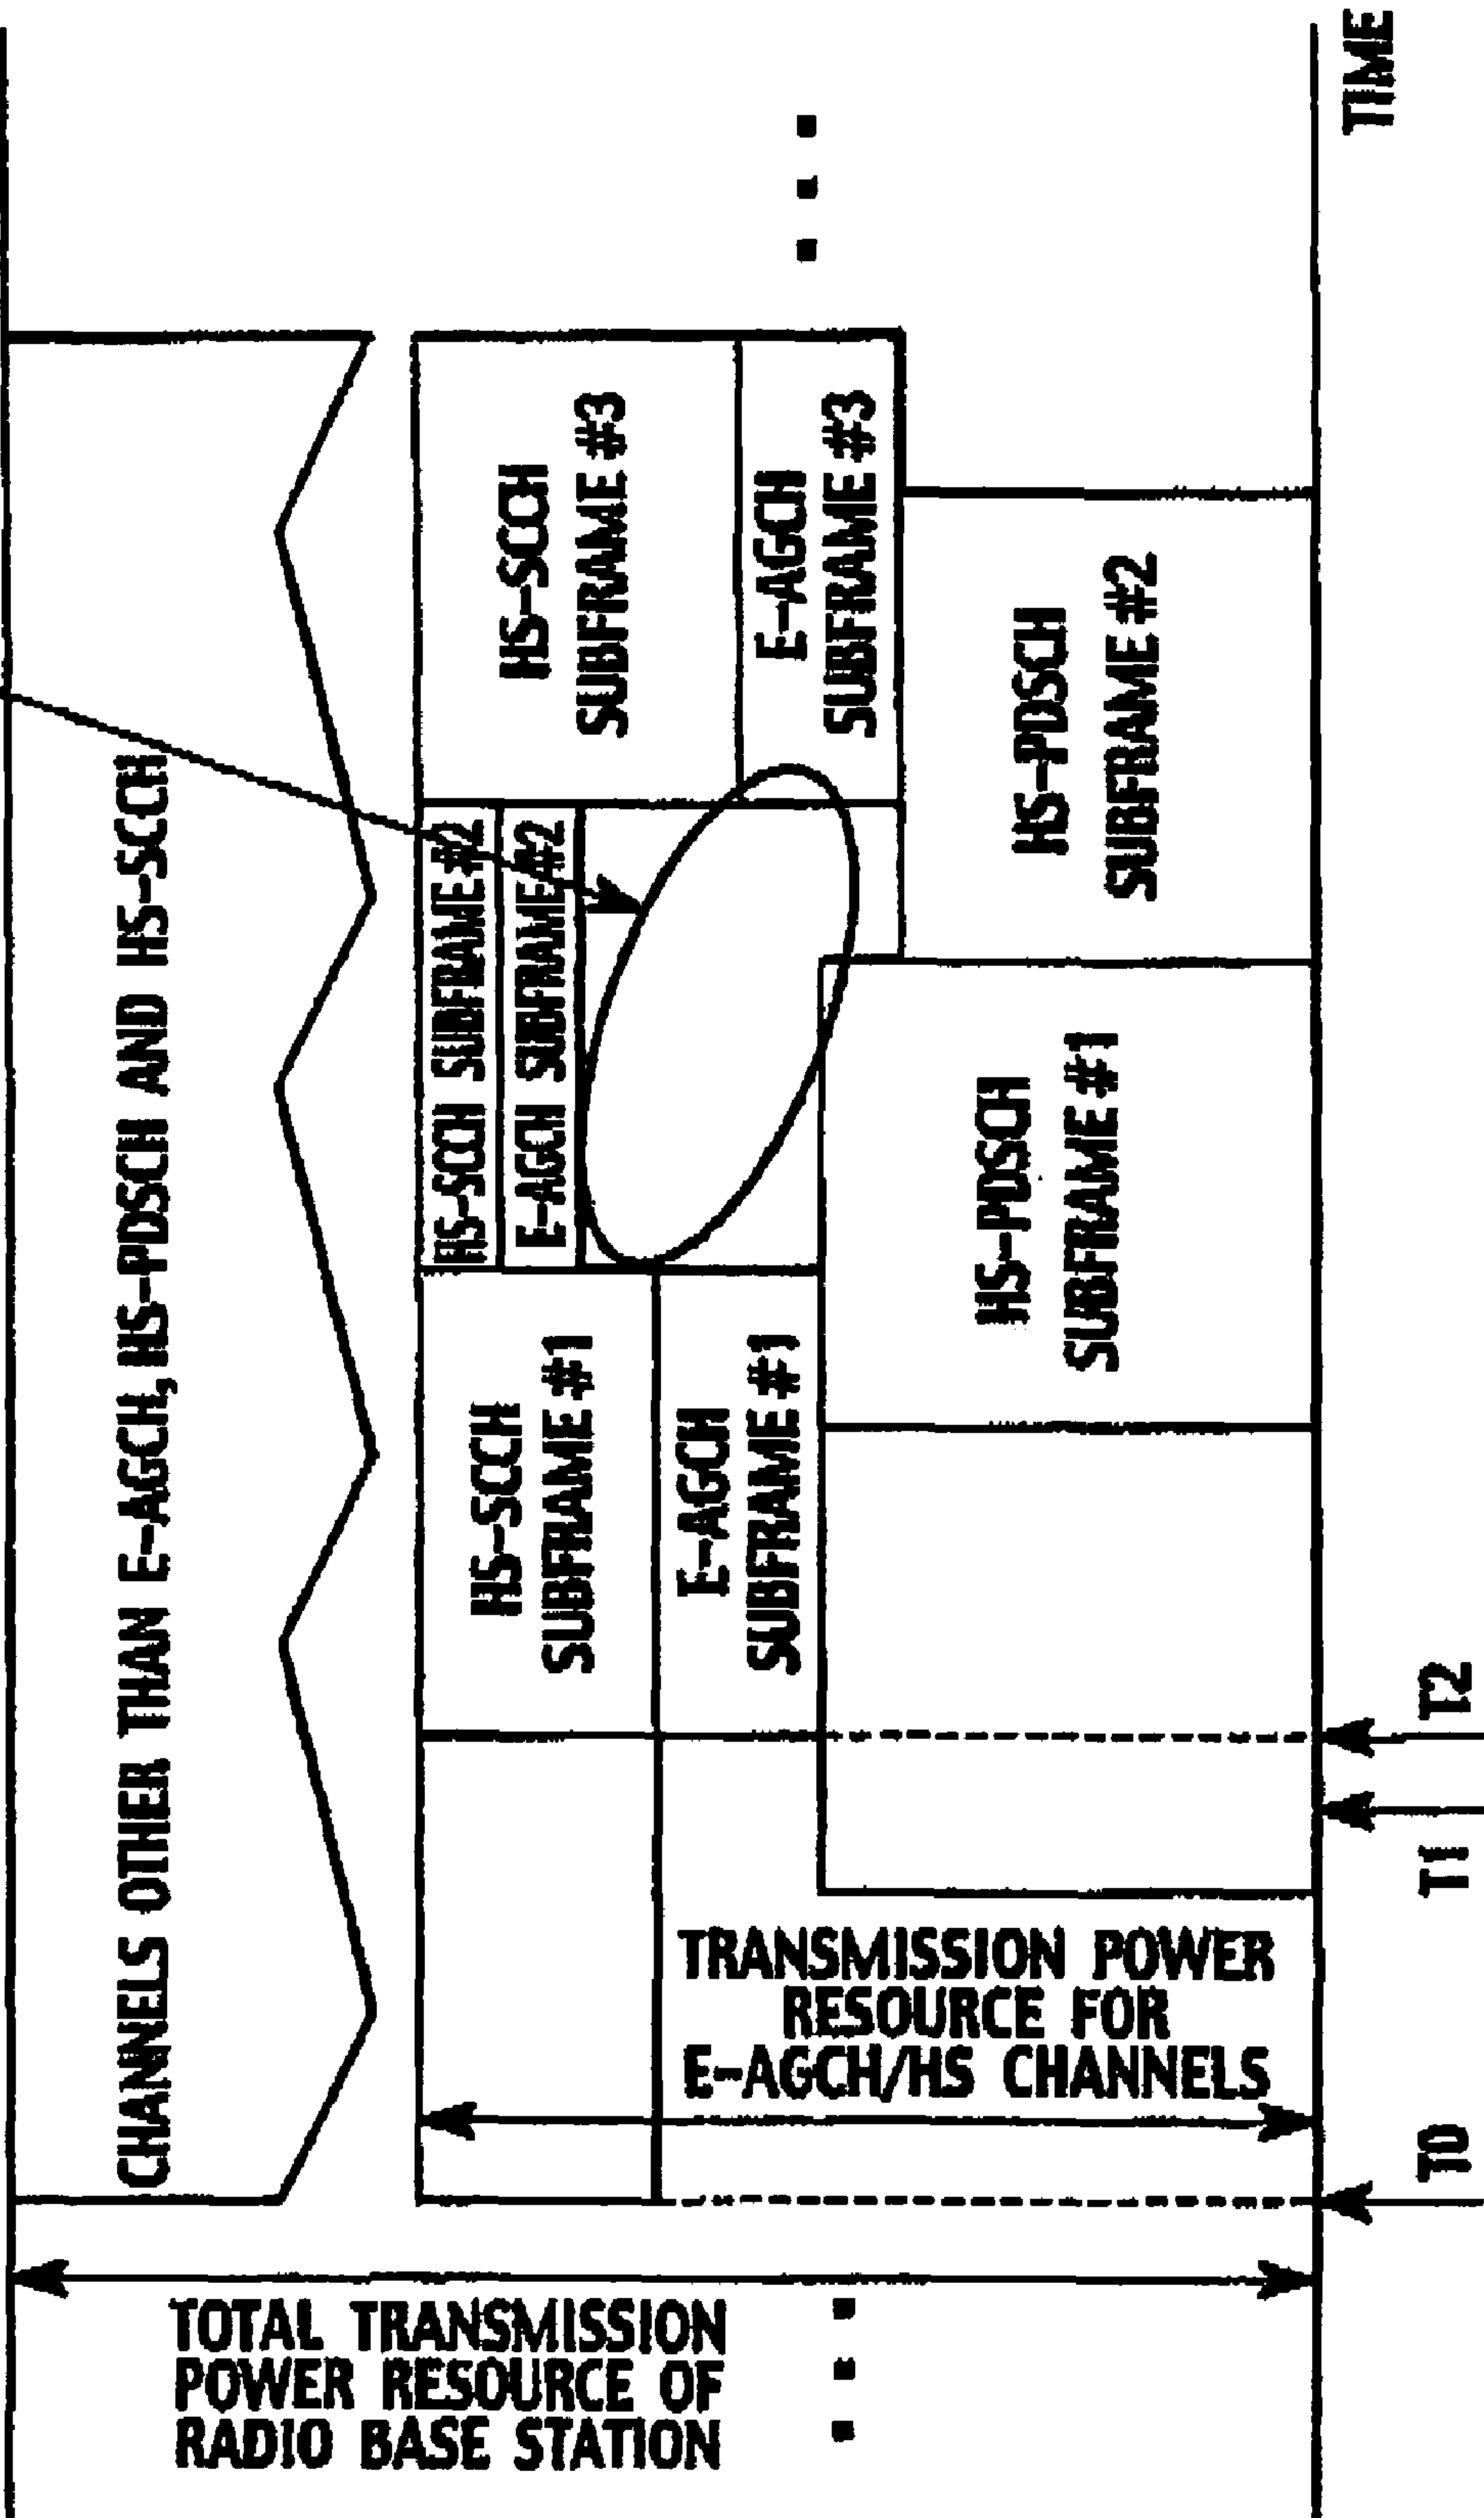 CHANNELS OTHER THAN E-AGCH, HS-PDSCH AND HS-SCCH
HS-SCCH
SUBFRAME #1
E-AGCH
SUBFRAME #1
HS-SCCH SUBFRAME#2
E-AGCH SUBFRAME#2
HS-SCCH
SUBFRAME #3
E-AGCH
SUBFRAME #3
HS-PDSCH
SUBFRAME #1
HS-PDSCH
SUBFRAME #2
TOTAL TRANSMISSION
POWER RESOURCE OF
RADIO BASE STATION
TRANSMISSION POWER
RESOURCE FOR
E-AGCH/HS CHANNELS
T0
T1
T2
TIME